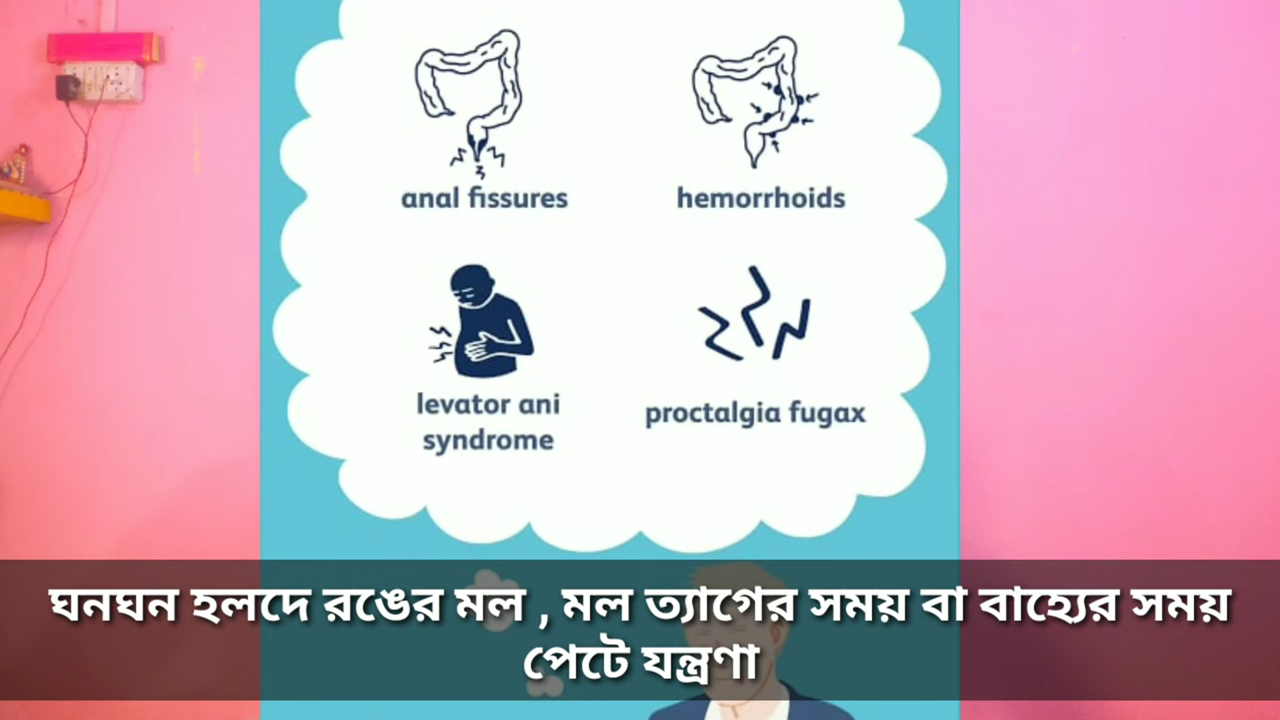 anal fissures
hemorrhoids
levator ani
syndrome
proctalgia fugax
ঘনঘন হলদে রঙের মল , মল ত্যাগের সময় বা বাহ্যের সময়
পেটে যন্ত্রণা